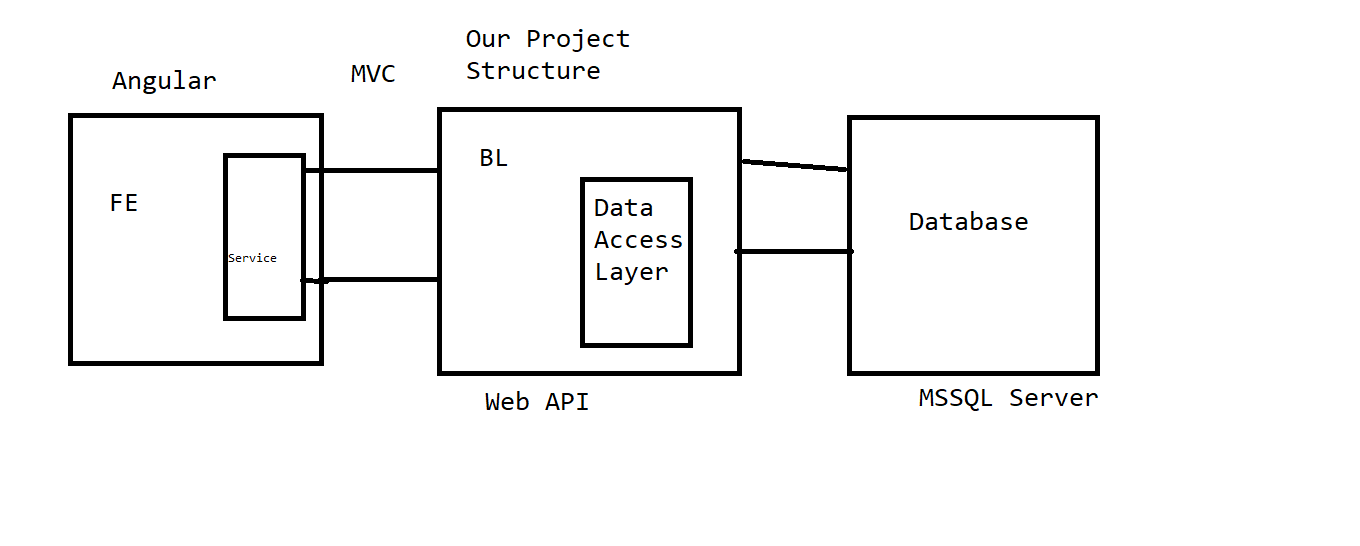 Our Project
Structure
Angular
MVC
FE
Service
BL
Data
Access
Layer
Database
Web API
MSSQL Server